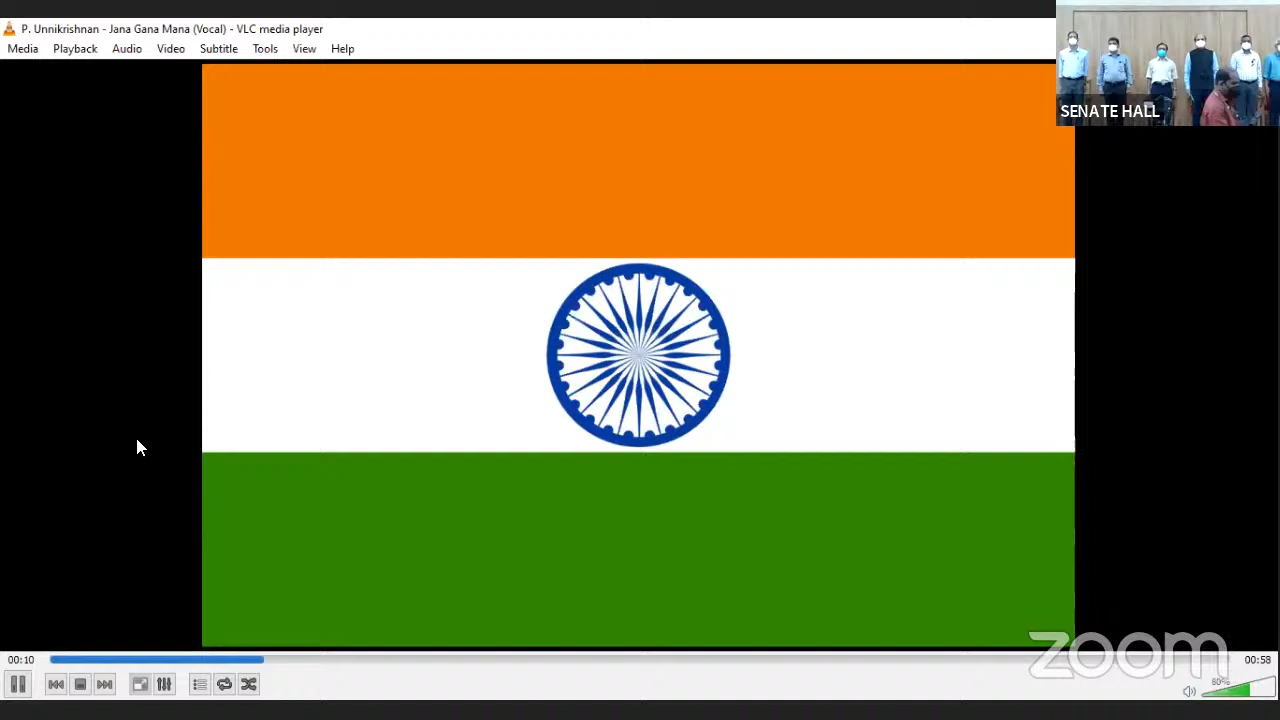 P. Unnikrishnan - Jana Gana Mana (Vocal) - VLC media player
Media Playback Audio Video Subtitle Tools View Help
SENATE HALL
zoom
00:10 00:58
60%